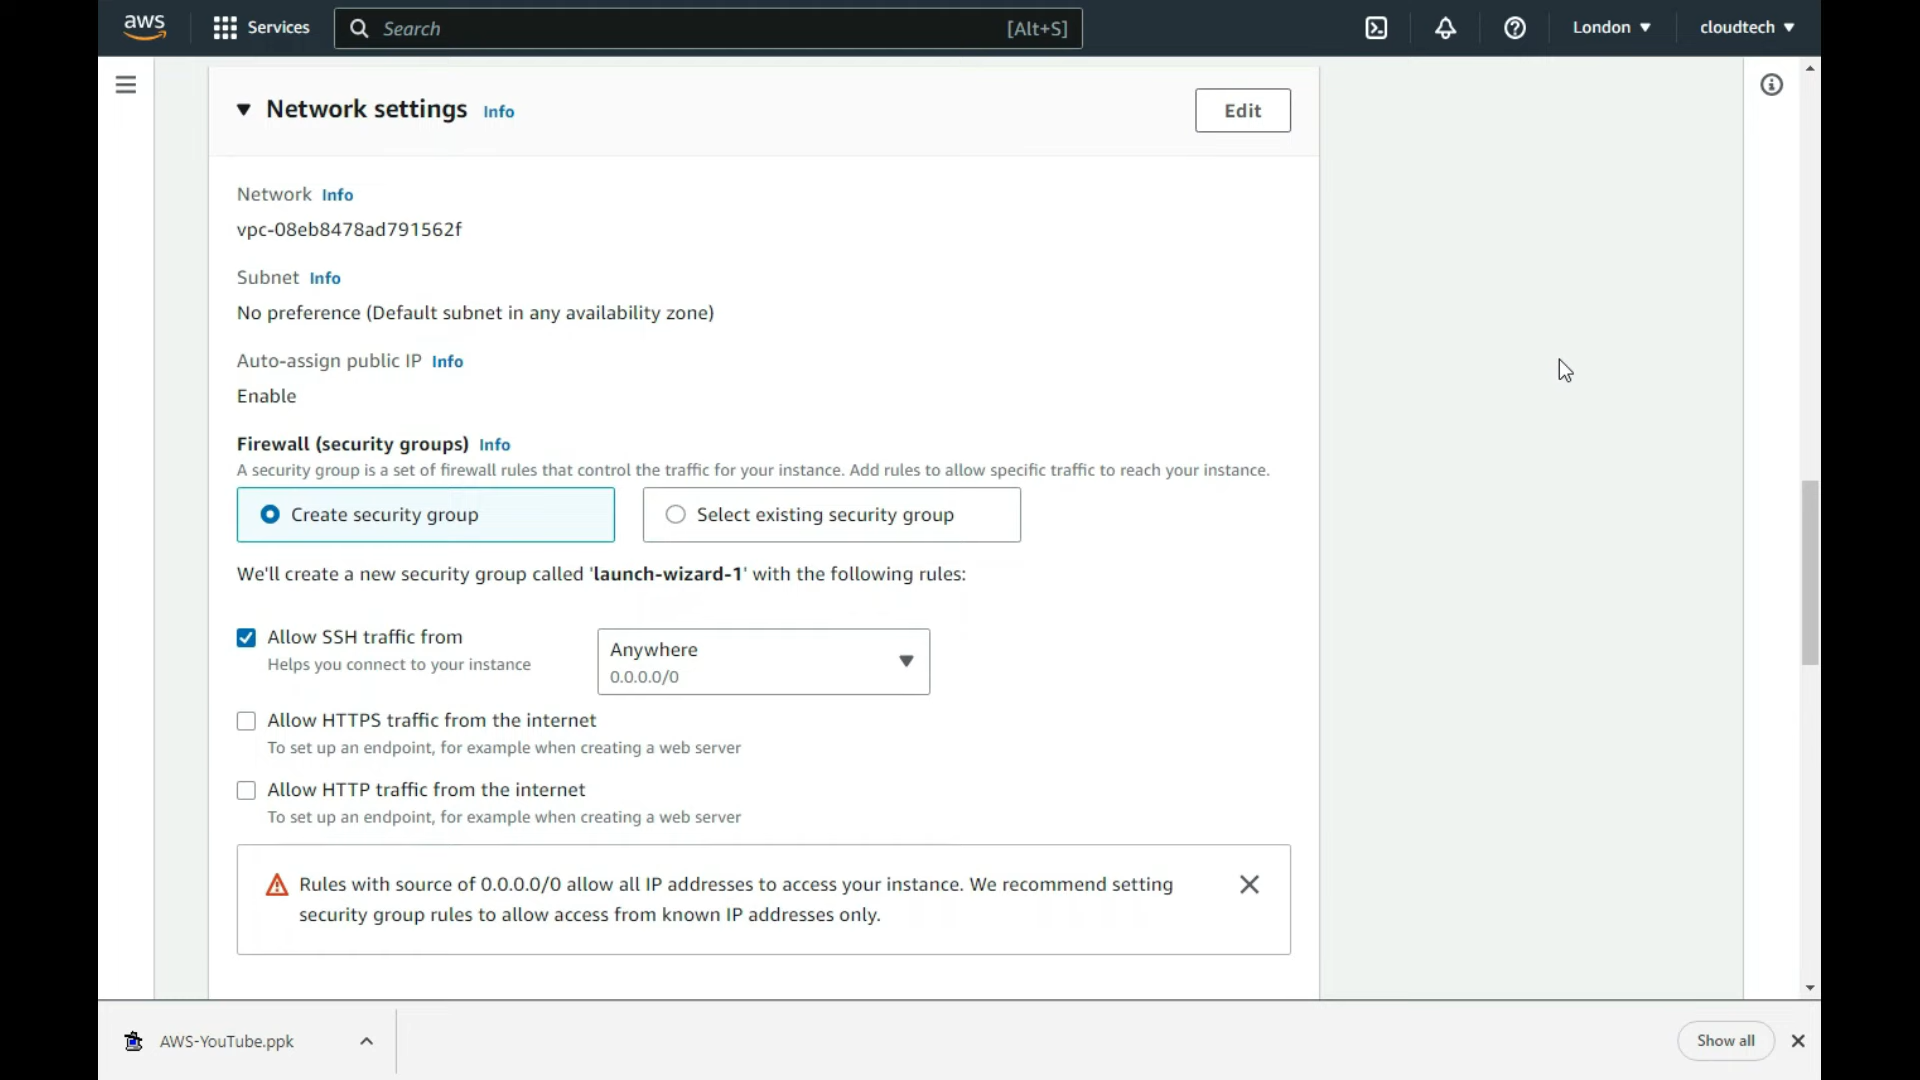 aws
Services
Search
[Alt+S]
London
cloudtech
Network settings Info
Edit
Network Info
vpc-08eb8478ad791562f
Subnet Info
No preference (Default subnet in any availability zone)
Auto-assign public IP Info
Enable
Firewall (security groups) Info
A security group is a set of firewall rules that control the traffic for your instance. Add rules to allow specific traffic to reach your instance.
Create security group
Select existing security group
We'll create a new security group called 'launch-wizard-1' with the following rules:
Allow SSH traffic from
Helps you connect to your instance
Anywhere
0.0.0.0/0
Allow HTTPS traffic from the internet
To set up an endpoint, for example when creating a web server
Allow HTTP traffic from the internet
To set up an endpoint, for example when creating a web server
Rules with source of 0.0.0.0/0 allow all IP addresses to access your instance. We recommend setting
security group rules to allow access from known IP addresses only.
AWS-YouTube.ppk
Show all